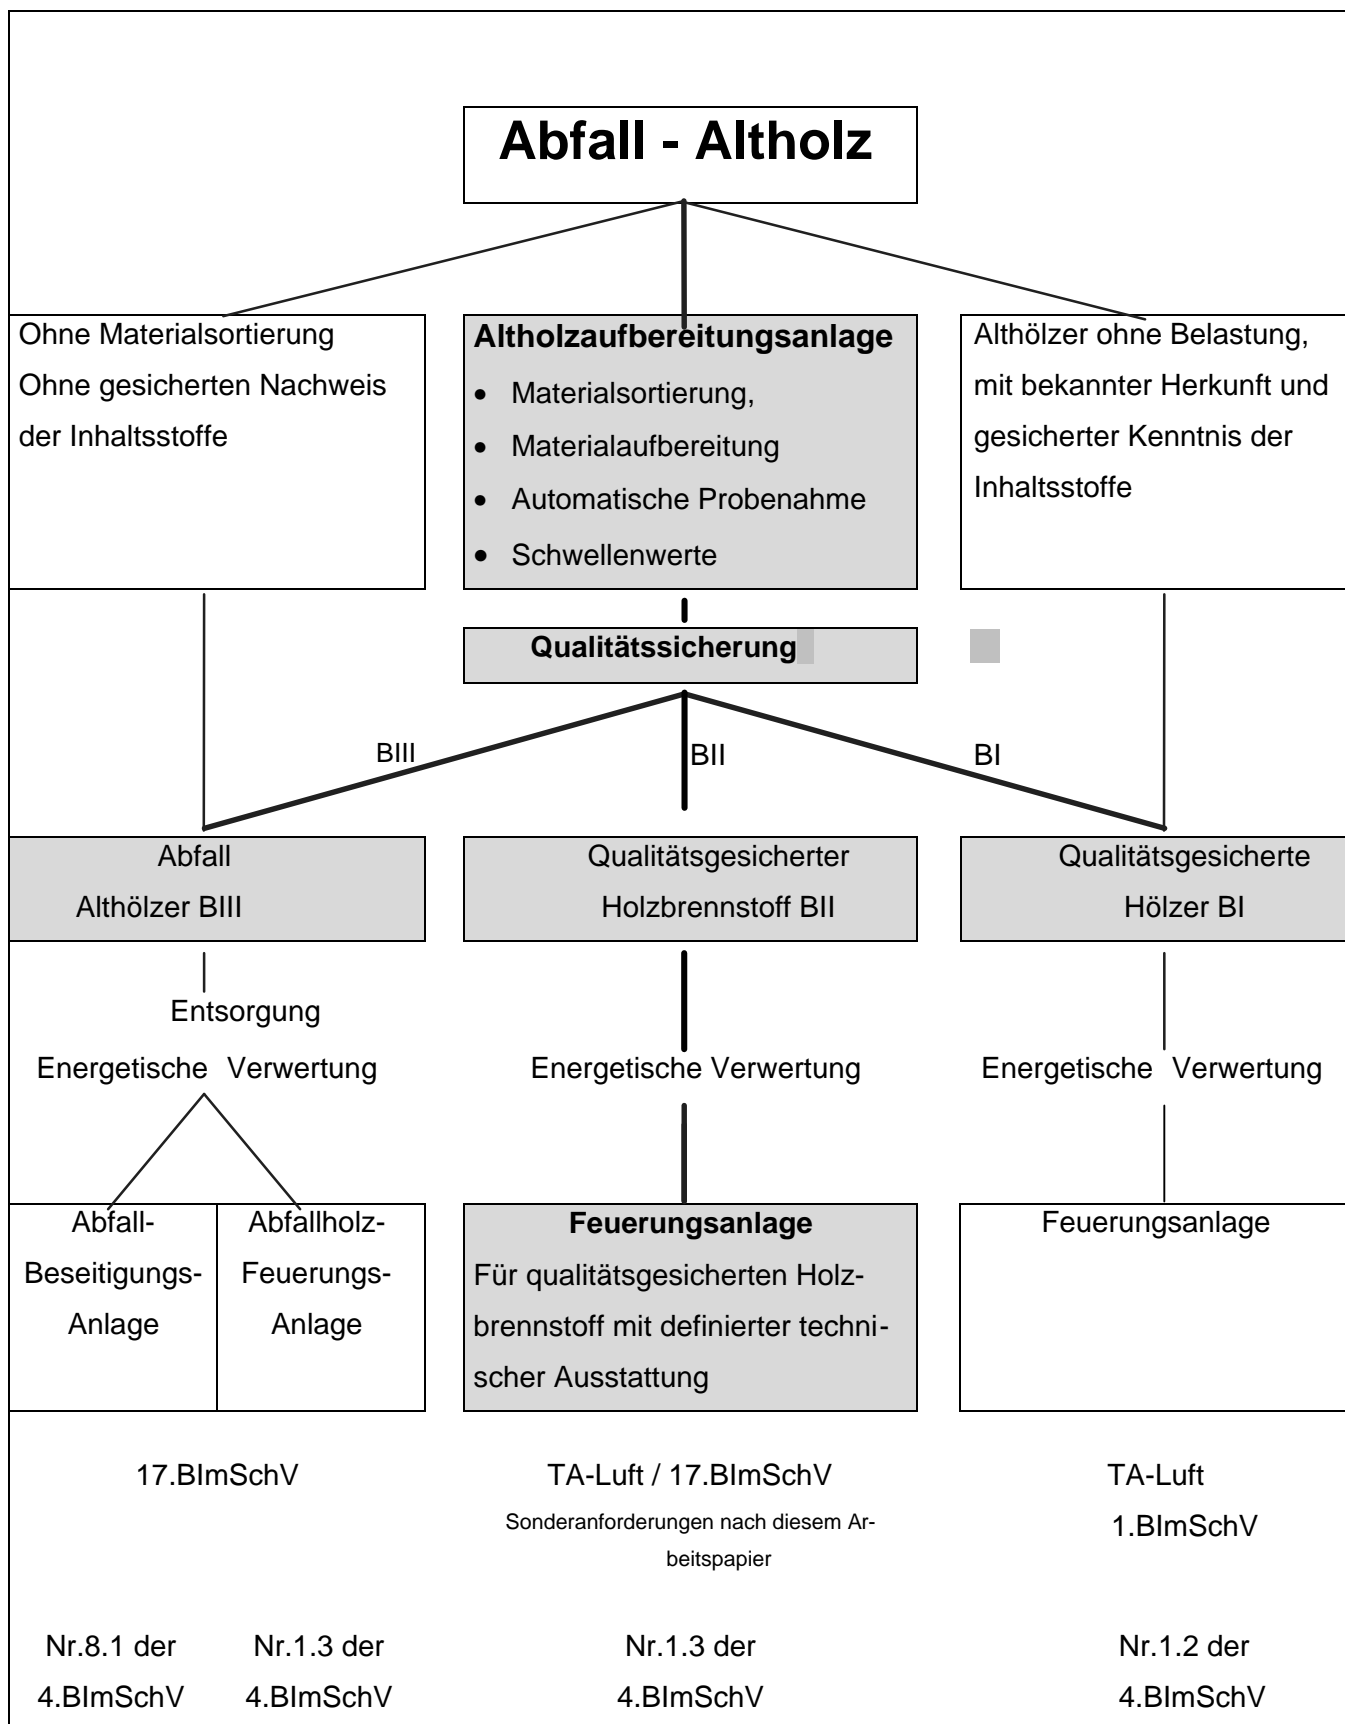 Abfall - Altholz
Ohne Materialsortierung
Ohne gesicherten Nachweis
der Inhaltsstoffe
Altholzaufbereitungsanlage
• Materialsortierung,
• Materialaufbereitung
• Automatische Probenahme
• Schwellenwerte
Althölzer ohne Belastung,
mit bekannter Herkunft und
gesicherter Kenntnis der
Inhaltsstoffe
Qualitätssicherung
BIII
BII
BI
Abfall
Althölzer BIII
Qualitätsgesicherter
Holzbrennstoff BII
Qualitätsgesicherte
Hölzer BI
Entsorgung
Energetische Verwertung
Energetische Verwertung
Energetische Verwertung
Abfall-
Beseitigungs-
Anlage
Abfallholz-
Feuerungs-
Anlage
Feuerungsanlage
Für qualitätsgesicherten Holz-
brennstoff mit definierter techni-
scher Ausstattung
Feuerungsanlage
17.BImSchV
TA-Luft / 17.BImSchV
Sonderanforderungen nach diesem Ar-
beitspapier
TA-Luft
1.BImSchV
Nr.8.1 der
4.BImSchV
Nr.1.3 der
4.BImSchV
Nr.1.3 der
4.BImSchV
Nr.1.2 der
4.BImSchV